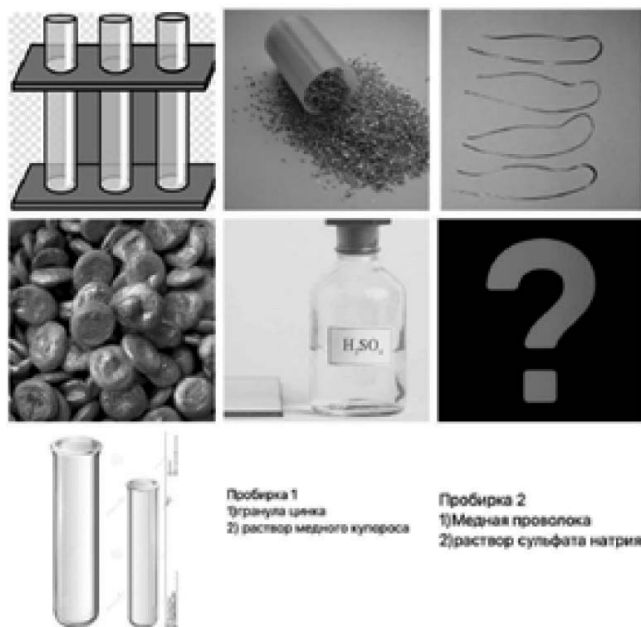 H₂SO₄
?
Пробирка 1
1)гранула цинка
2) раствор медного купороса
Пробирка 2
1)Медная проволока
2)раствор сульфата натрия